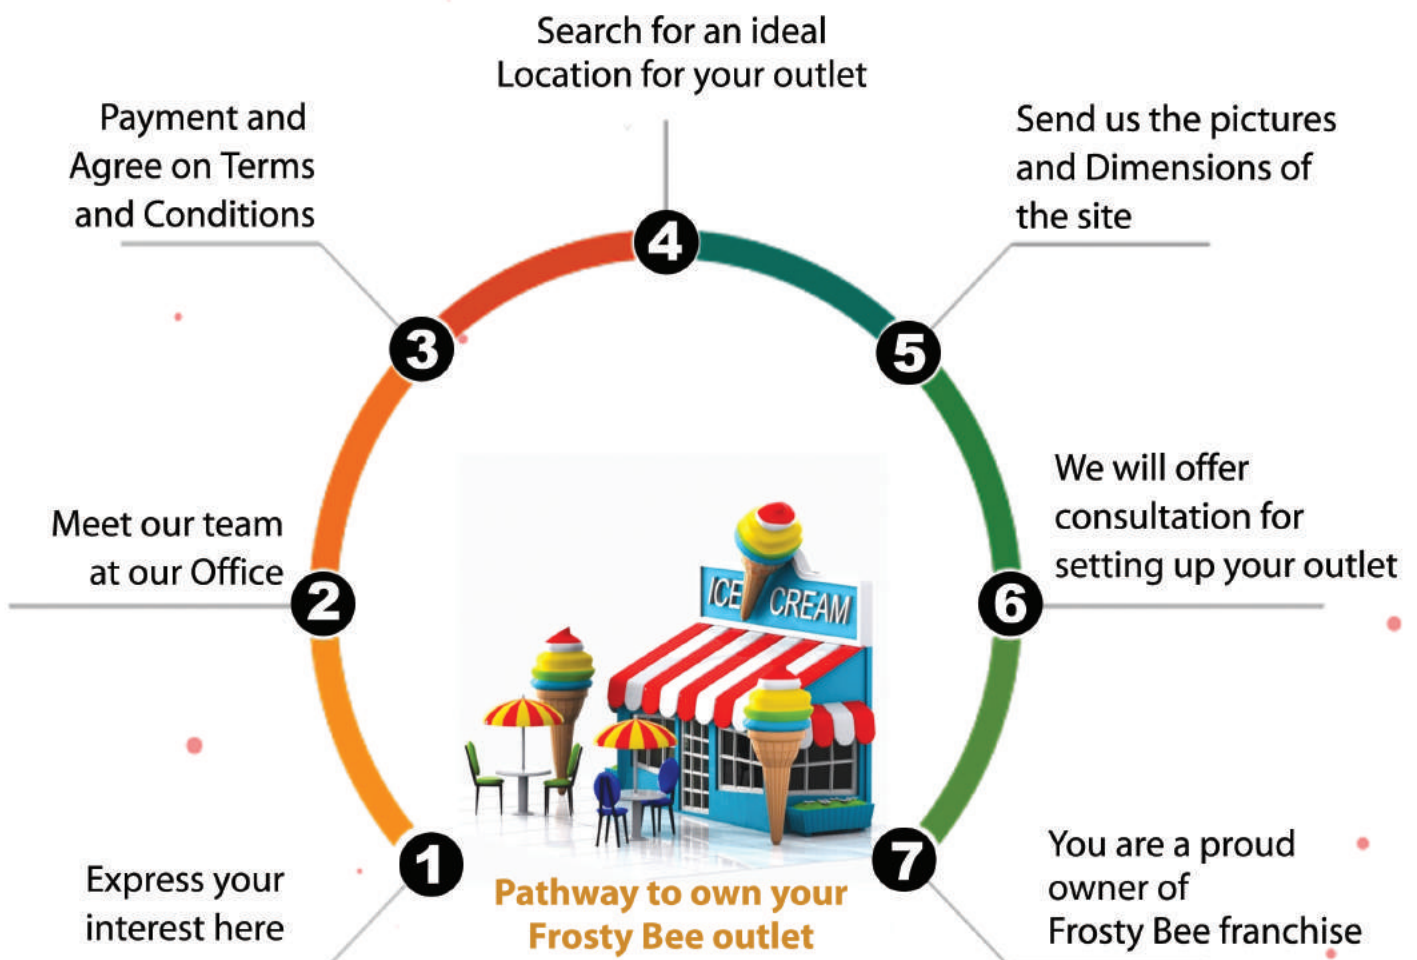 1
Express your
interest here
2
Meet our team
at our Office
3
Payment and
Agree on Terms
and Conditions
4
Search for an ideal
Location for your outlet
5
Send us the pictures
and Dimensions of
the site
6
We will offer
consultation for
setting up your outlet
7
You are a proud
owner of
Frosty Bee franchise
ICE CREAM
Pathway to own your
Frosty Bee outlet